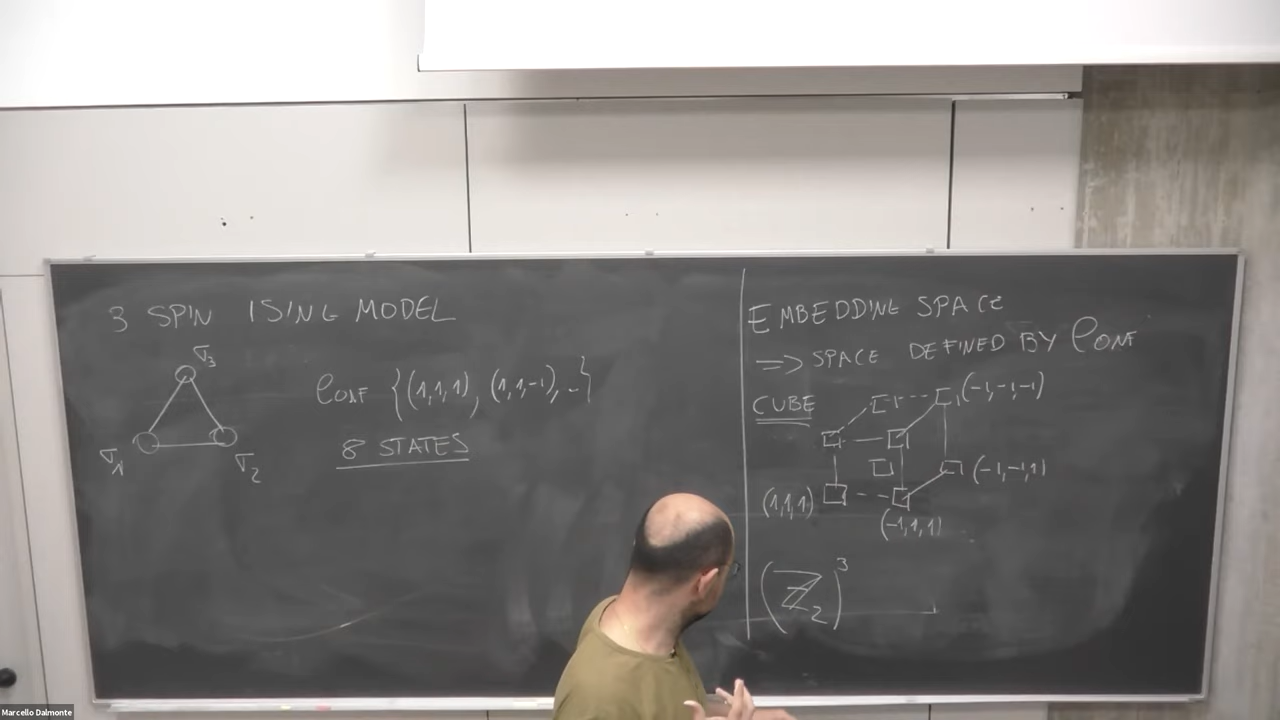 3 SPIN ISING MODEL
σ3
σ1
σ2
Conf {(1,1,1), (1,1,-1), ..}
8 STATES
EMBEDDING SPACE
=> SPACE DEFINED BY Conf
CUBE
(-1,-1,-1)
(-1,-1,1)
(1,1,1)
(-1,1,1)
(ℤ2)^3
Marcello Dalmonte